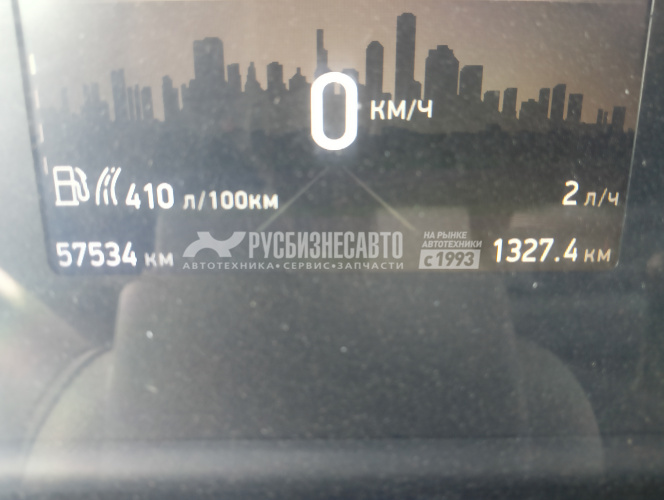 0 КМ/Ч
410 л/100км
2 л/ч
57534 км
РУСБИЗНЕСАВТО
АВТОТЕХНИКА•СЕРВИС•ЗАПЧАСТИ
НА РЫНКЕ
АВТОТЕХНИКИ
с 1993
1327.4 км